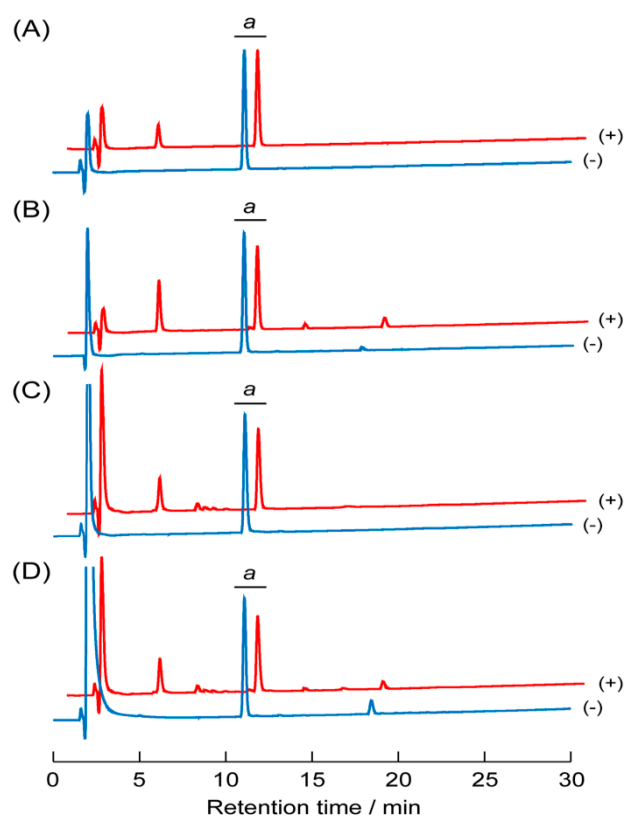 (A)
a
(+)
(-)
(B)
a
(+)
(-)
(C)
a
(+)
(-)
(D)
a
(+)
(-)
0 5 10 15 20 25 30
Retention time / min